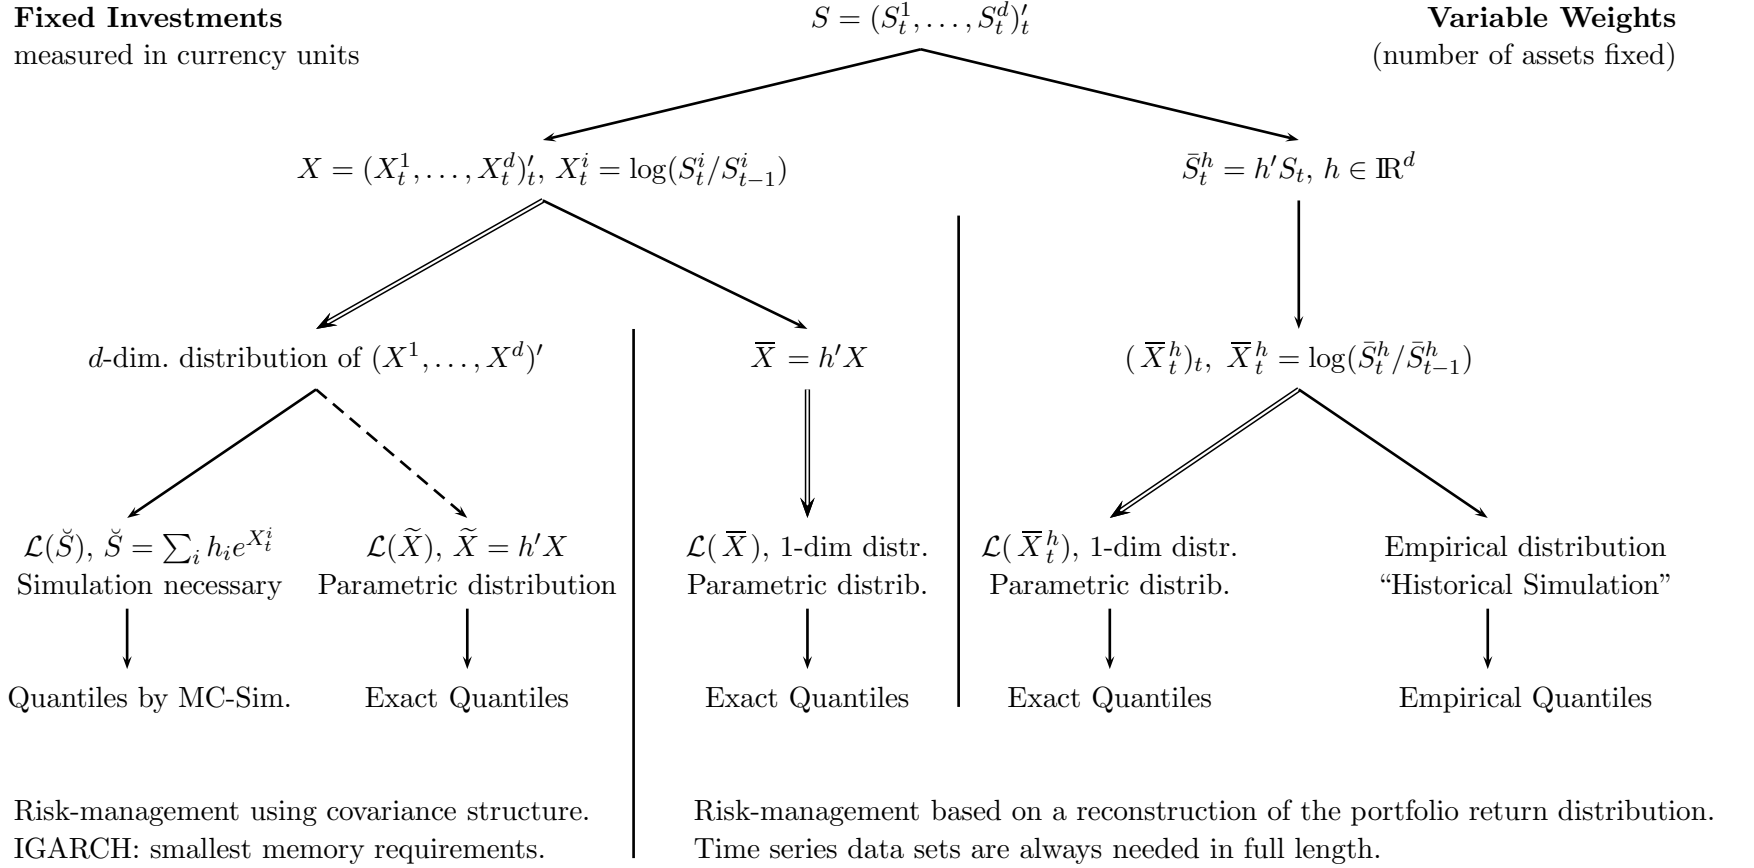 Fixed Investments
measured in currency units
S = (S_t^1, …, S_t^d)′_t
Variable Weights
(number of assets fixed)
X = (X_t^1, …, X_t^d)′_t, X_t^i = log(S_t^i/S_{t−1}^i)
S̄_t^h = h′S_t, h ∈ ℝ^d
d-dim. distribution of (X^1, …, X^d)′
X̅ = h′X
(X̅_t^h)_t, X̅_t^h = log(S̄_t^h/S̄_{t−1}^h)
ℒ(S̆), S̆ = ∑_i h_i e^{X_t^i}
Simulation necessary
ℒ(X̃), X̃ = h′X
Parametric distribution
ℒ(X̅), 1-dim distr.
Parametric distrib.
ℒ(X̅_t^h), 1-dim distr.
Parametric distrib.
Empirical distribution
“Historical Simulation”
Quantiles by MC-Sim.
Exact Quantiles
Exact Quantiles
Exact Quantiles
Empirical Quantiles
Risk-management using covariance structure.
IGARCH: smallest memory requirements.
Risk-management based on a reconstruction of the portfolio return distribution.
Time series data sets are always needed in full length.